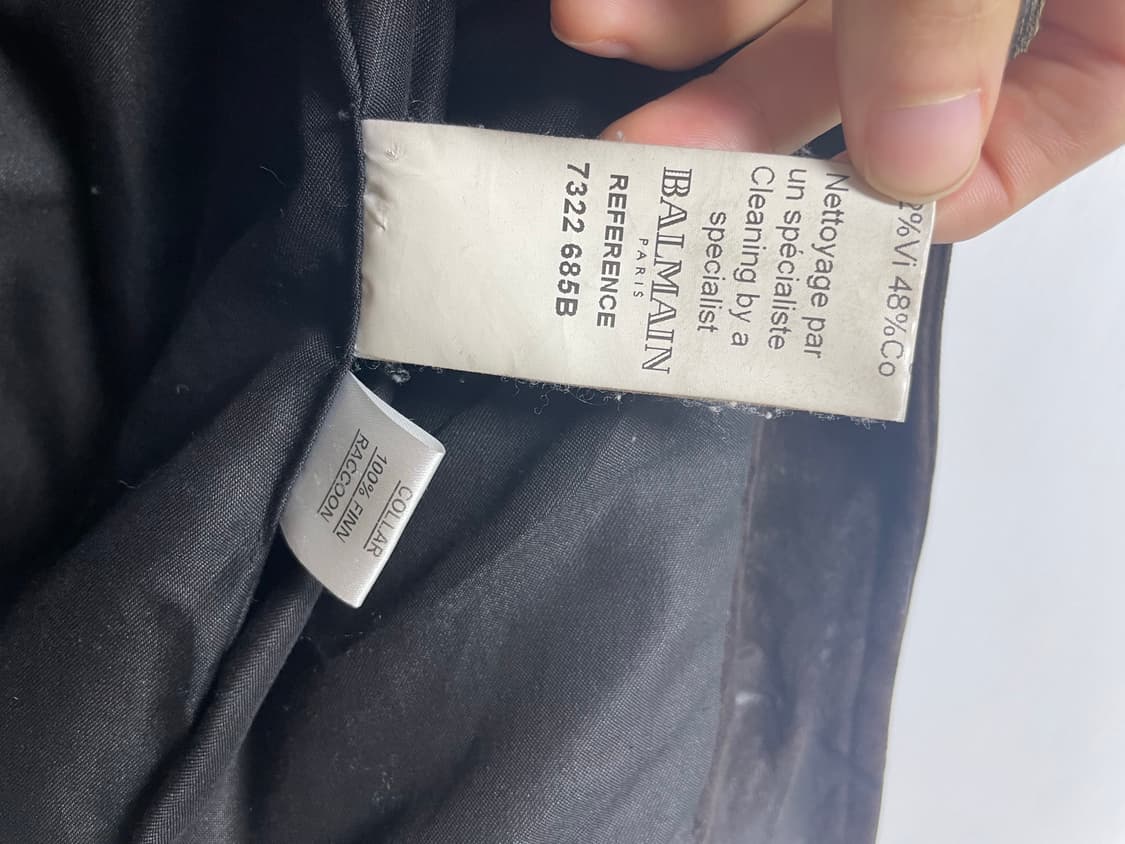 %Vi 48%Co
Nettoyage par
un spécialiste
Cleaning by a
specialist
BALMAIN
PARIS
REFERENCE
7322 685B
COLLAR
100% FINN
RACCOON